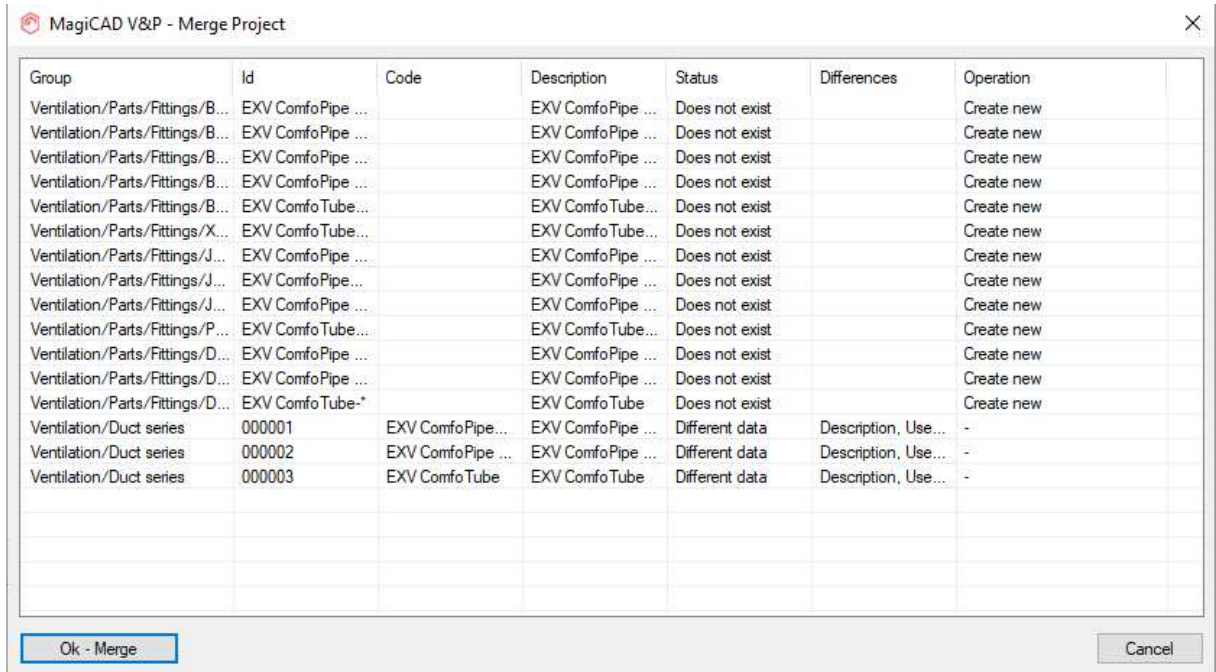 MagiCAD V&P - Merge Project
Group Id Code Description Status Differences Operation
Ventilation/Parts/Fittings/B... EXV ComfoPipe ... EXV ComfoPipe ... Does not exist Create new
Ventilation/Parts/Fittings/B... EXV ComfoPipe ... EXV ComfoPipe ... Does not exist Create new
Ventilation/Parts/Fittings/B... EXV ComfoPipe ... EXV ComfoPipe ... Does not exist Create new
Ventilation/Parts/Fittings/B... EXV ComfoPipe ... EXV ComfoPipe ... Does not exist Create new
Ventilation/Parts/Fittings/B... EXV ComfoTube... EXV ComfoTube... Does not exist Create new
Ventilation/Parts/Fittings/X... EXV ComfoTube... EXV ComfoTube... Does not exist Create new
Ventilation/Parts/Fittings/J... EXV ComfoPipe ... EXV ComfoPipe ... Does not exist Create new
Ventilation/Parts/Fittings/J... EXV ComfoPipe... EXV ComfoPipe ... Does not exist Create new
Ventilation/Parts/Fittings/J... EXV ComfoPipe ... EXV ComfoPipe ... Does not exist Create new
Ventilation/Parts/Fittings/P... EXV ComfoTube... EXV ComfoTube... Does not exist Create new
Ventilation/Parts/Fittings/D... EXV ComfoPipe ... EXV ComfoPipe ... Does not exist Create new
Ventilation/Parts/Fittings/D... EXV ComfoPipe ... EXV ComfoPipe ... Does not exist Create new
Ventilation/Parts/Fittings/D... EXV ComfoTube-* EXV ComfoTube Does not exist Create new
Ventilation/Duct series 000001 EXV ComfoPipe... EXV ComfoPipe ... Different data Description, Use... -
Ventilation/Duct series 000002 EXV ComfoPipe ... EXV ComfoPipe ... Different data Description, Use... -
Ventilation/Duct series 000003 EXV ComfoTube EXV ComfoTube Different data Description, Use... -
Ok - Merge Cancel